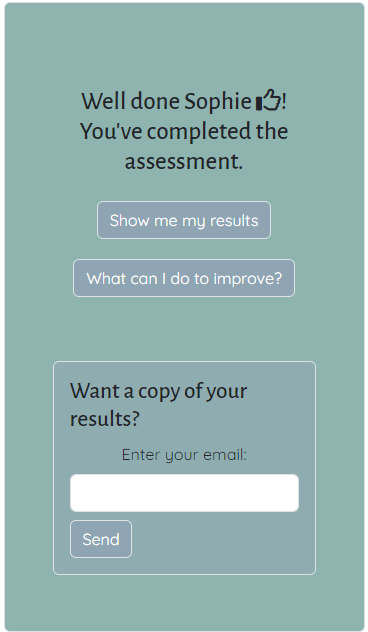 Well done Sophie 👍!
You've completed the
assessment.
Show me my results
What can I do to improve?
Want a copy of your
results?
Enter your email:
Send